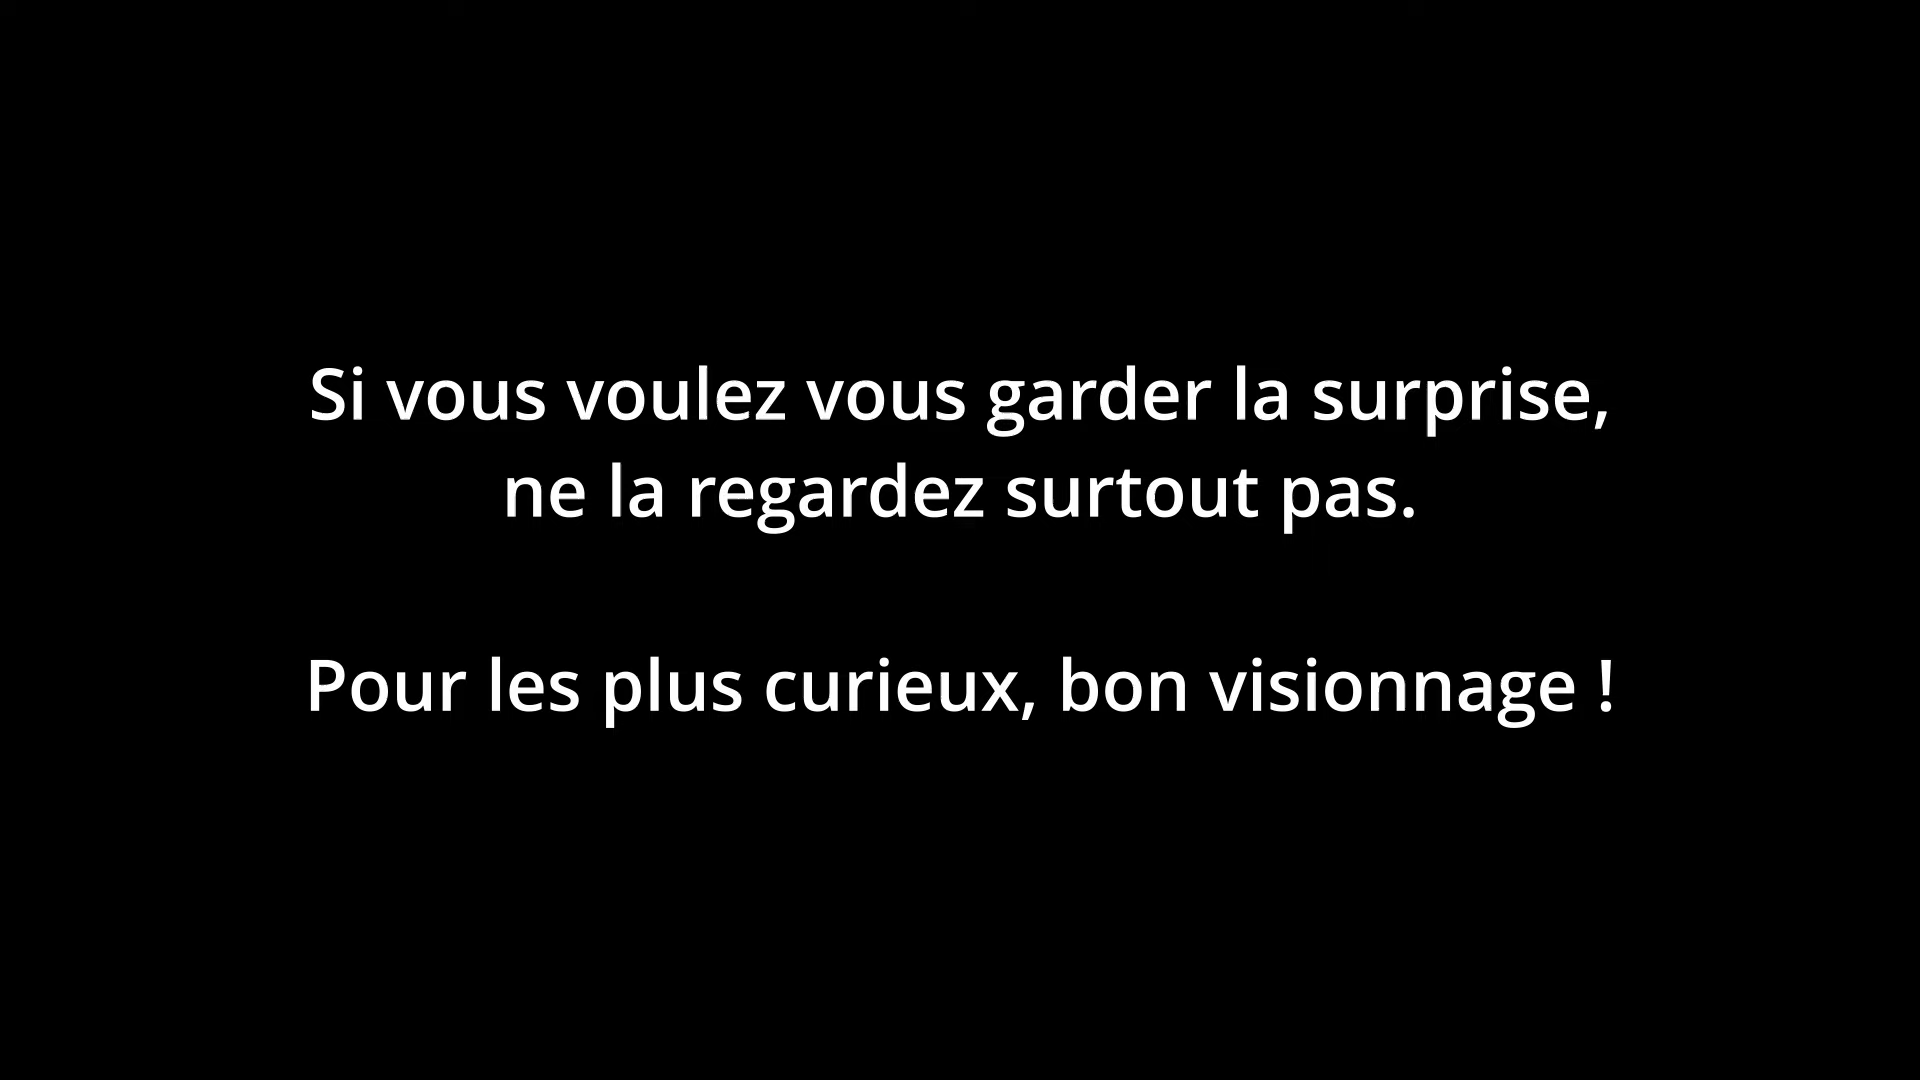 Si vous voulez vous garder la surprise,
ne la regardez surtout pas.
Pour les plus curieux, bon visionnage !